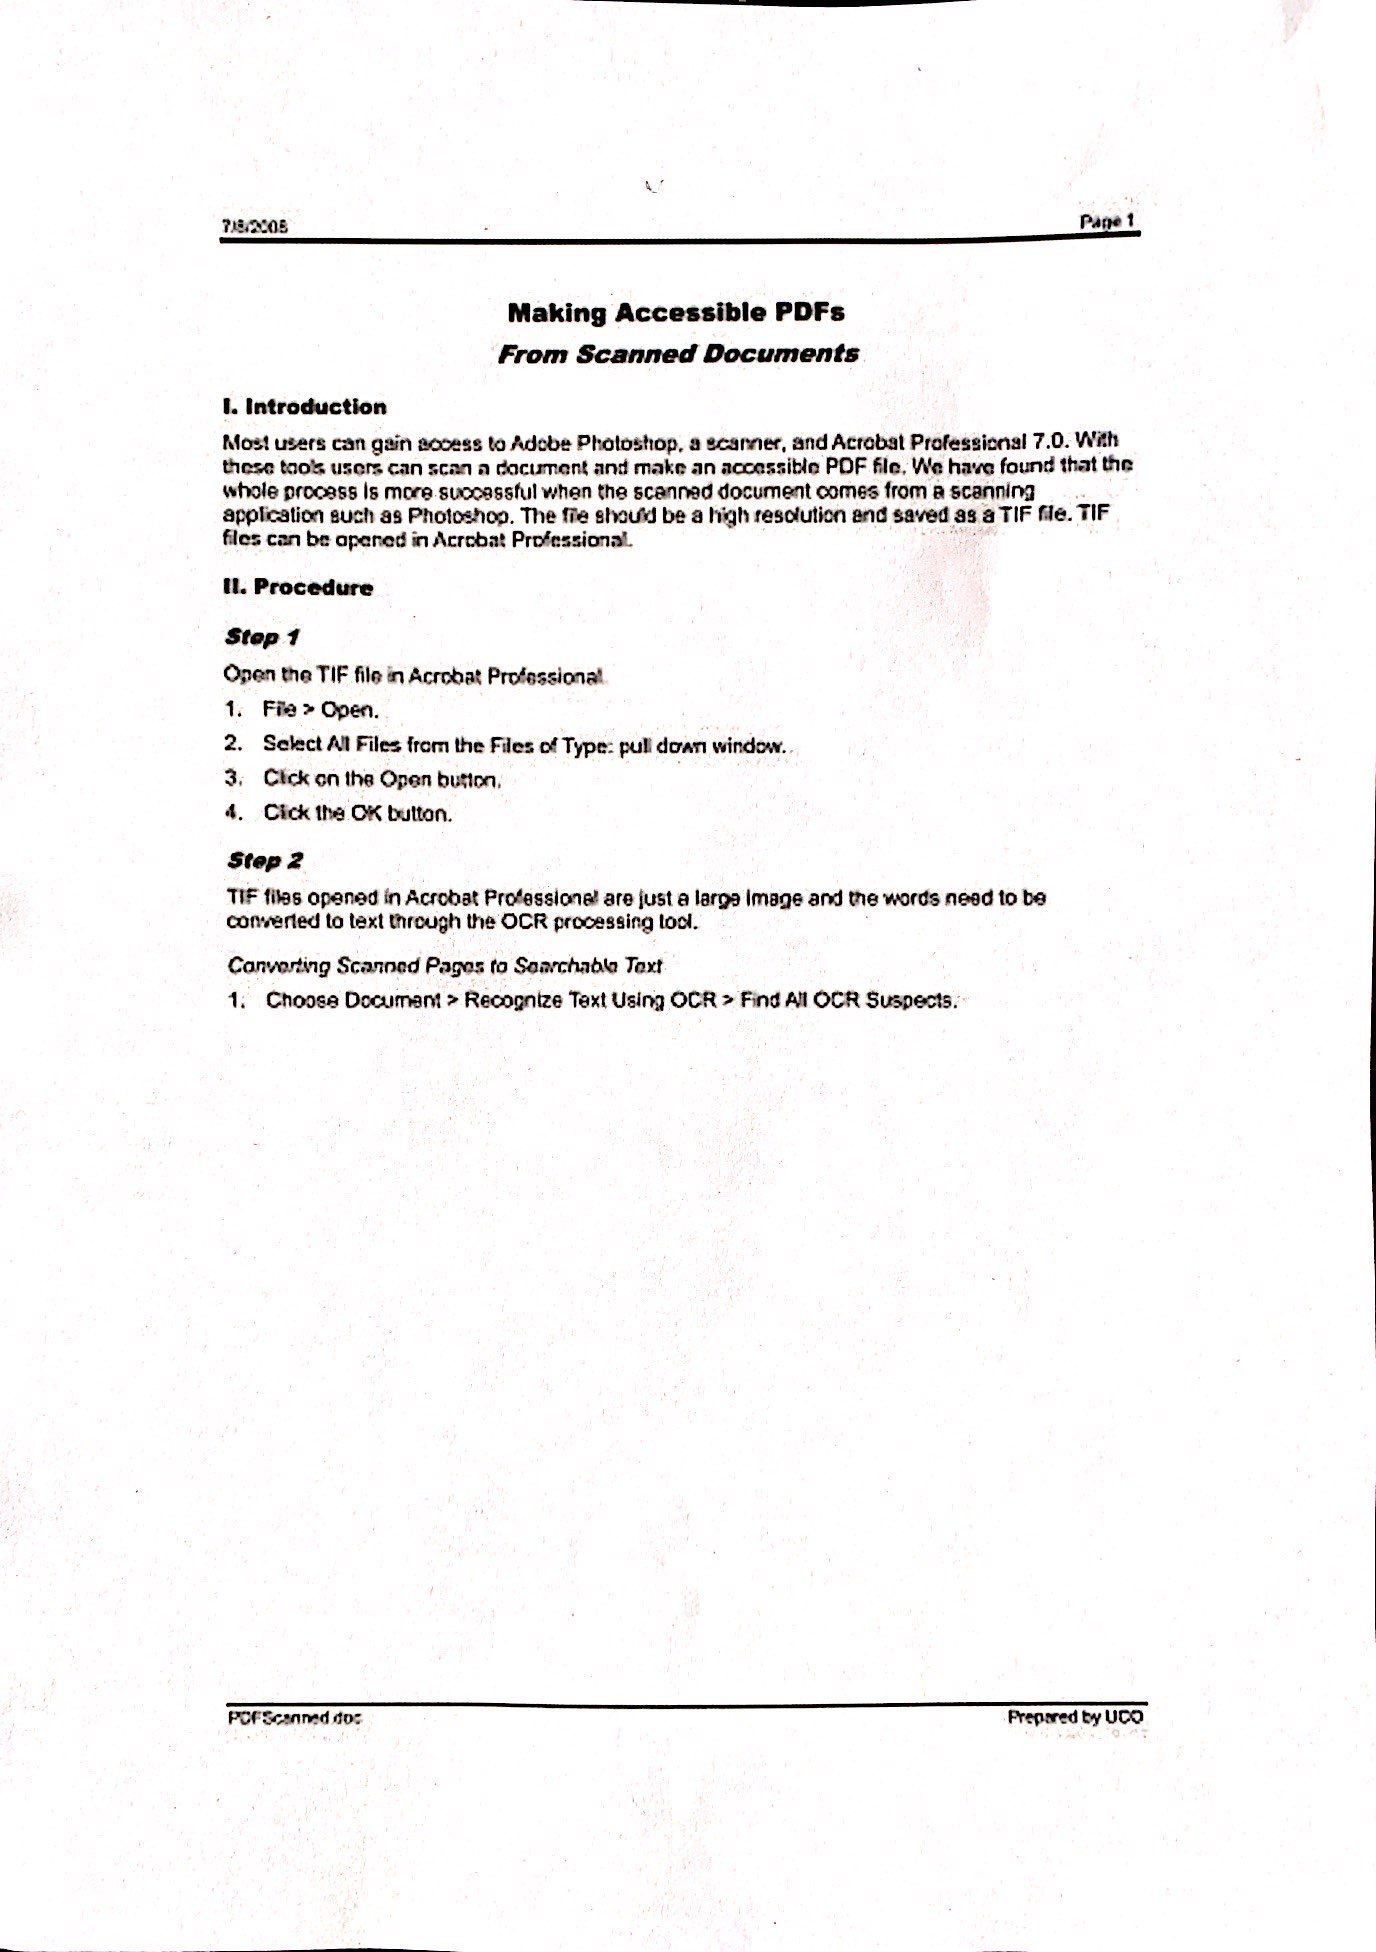 Page 1
Making Accessible PDFs
From Scanned Documents
I. Introduction
Most users can gain access to Adobe Photoshop, a scanner, and Acrobat Professional 7.0. With
these tools users can scan a document and make an accessible PDF file. We have found that the
whole process is more successful when the scanned document comes from a scanning
application such as Photoshop. The file should be a high resolution and saved as a TIF file. TIF
files can be opened in Acrobat Professional.
II. Procedure
Step 1
Open the TIF file in Acrobat Professional
1. File > Open.
2. Select All Files from the Files of Type: pull down window.
3. Click on the Open button.
4. Click the OK button.
Step 2
TIF files opened in Acrobat Professional are just a large image and the words need to be
converted to text through the OCR processing tool.
Converting Scanned Pages to Searchable Text
1. Choose Document > Recognize Text Using OCR > Find All OCR Suspects.
PDFScanned.doc
Prepared by